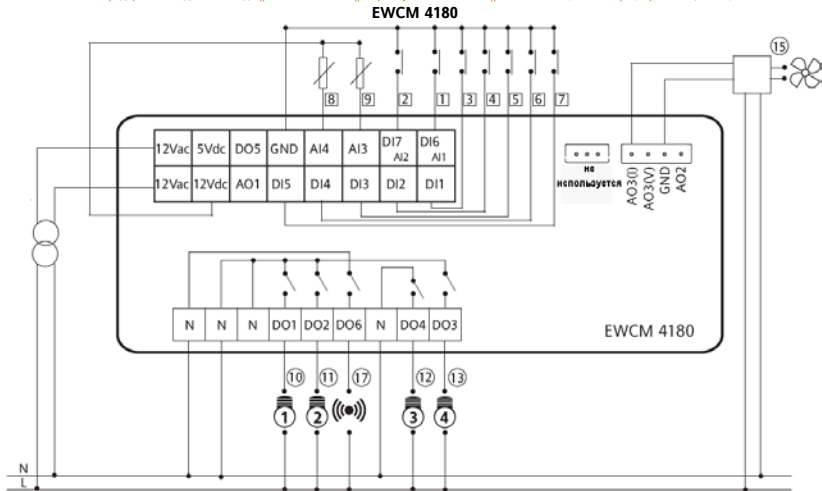 EWCM 4180
15
8 9 2 1 3 4 5 6 7
12Vac 5Vdc DO5 GND AI4 AI3 DI7 AI2 DI6 AI1
12Vac 12Vdc AO1 DI5 DI4 DI3 DI2 DI1
не
используется
AO3(I) AO3(V) GND AO2
N N N DO1 DO2 DO6 N DO4 DO3
EWCM 4180
10 11 17 12 13
1 2 3 4
N
L